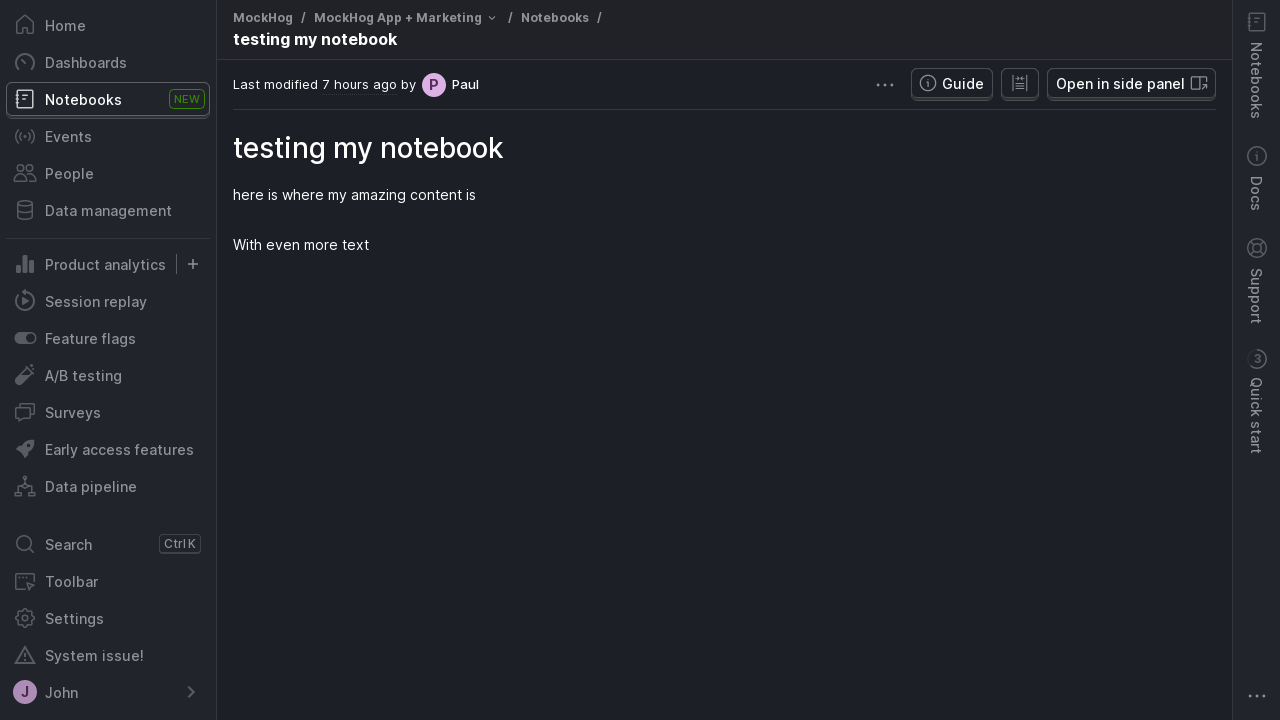 Home
Dashboards
Notebooks NEW
Events
People
Data management
Product analytics
Session replay
Feature flags
A/B testing
Surveys
Early access features
Data pipeline
Search Ctrl K
Toolbar
Settings
System issue!
J John
MockHog / MockHog App + Marketing / Notebooks /
testing my notebook
Last modified 7 hours ago by P Paul
Guide
Open in side panel
testing my notebook
here is where my amazing content is
With even more text
Notebooks
Docs
Support
3
Quick start